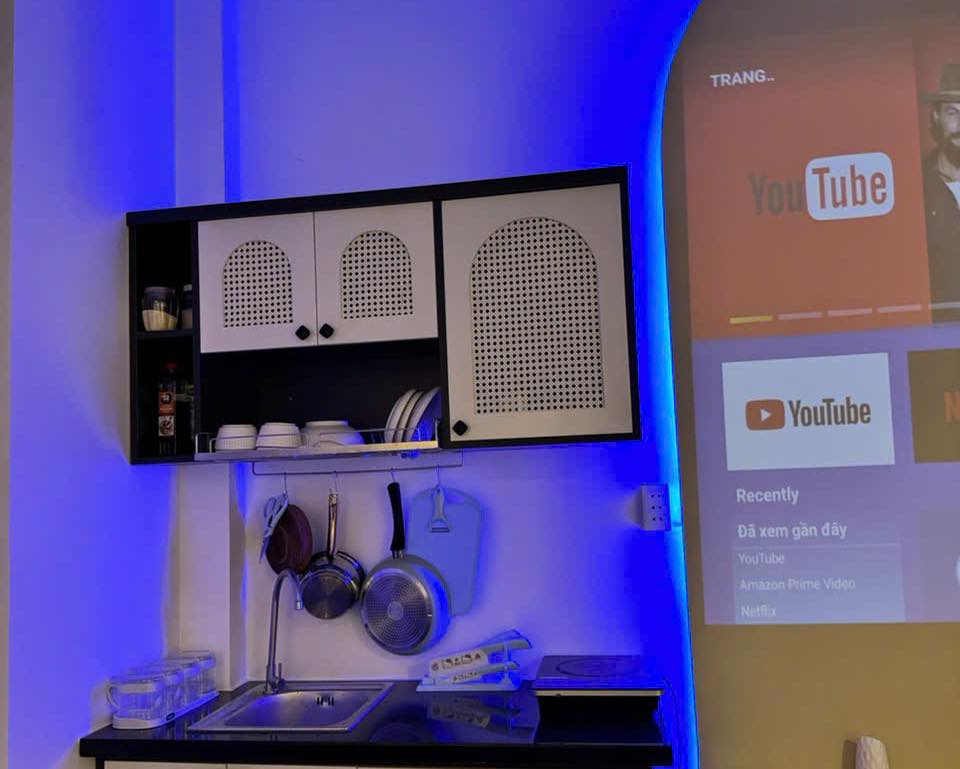 TRANG..
YouTube
YouTube
N
Recently
Đã xem gần đây
YouTube
Amazon Prime Video
Netflix